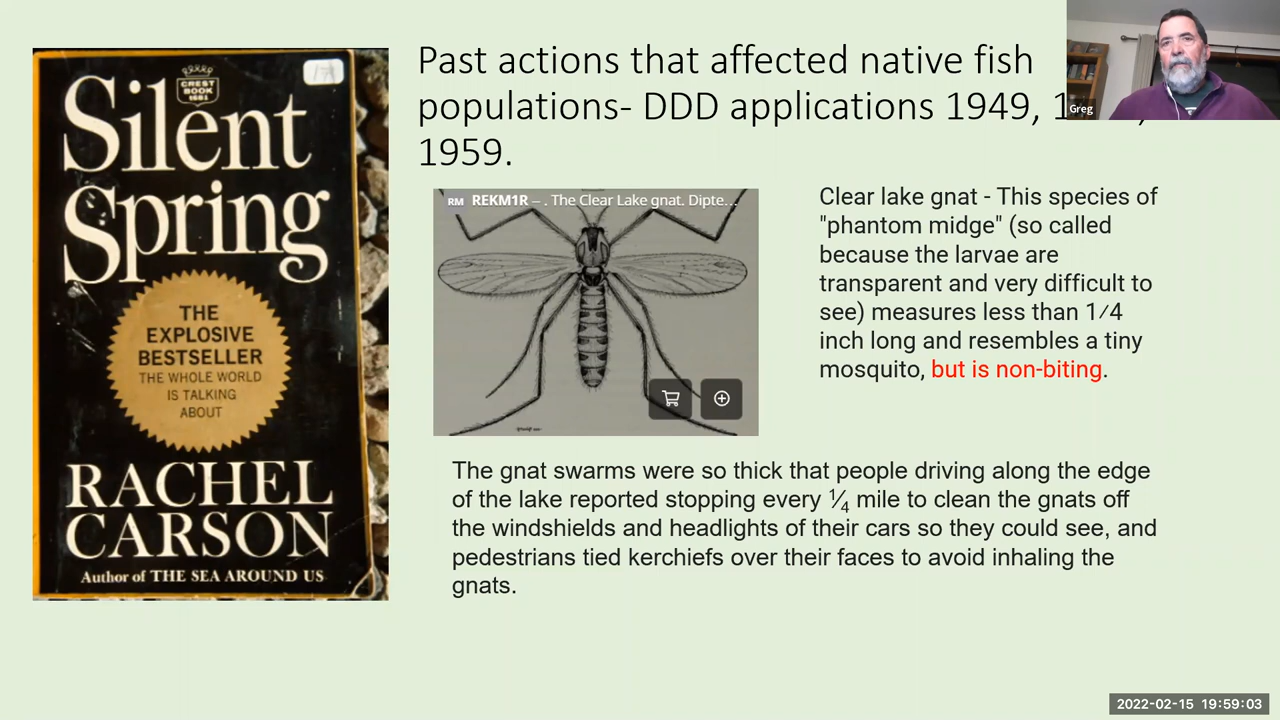 Silent
CREST
BOOK
Spring
THE
EXPLOSIVE
BESTSELLER
THE WHOLE WORLD
IS TALKING
ABOUT
RACHEL
CARSON
Author of THE SEA AROUND US
Past actions that affected native fish
populations- DDD applications 1949, 1
1959.
Greg
RM REKM1R – . The Clear Lake gnat. Dipte...
Clear lake gnat - This species of
"phantom midge" (so called
because the larvae are
transparent and very difficult to
see) measures less than 1/4
inch long and resembles a tiny
mosquito, but is non-biting.
The gnat swarms were so thick that people driving along the edge
of the lake reported stopping every ¼ mile to clean the gnats off
the windshields and headlights of their cars so they could see, and
pedestrians tied kerchiefs over their faces to avoid inhaling the
gnats.
2022-02-15 19:59:03